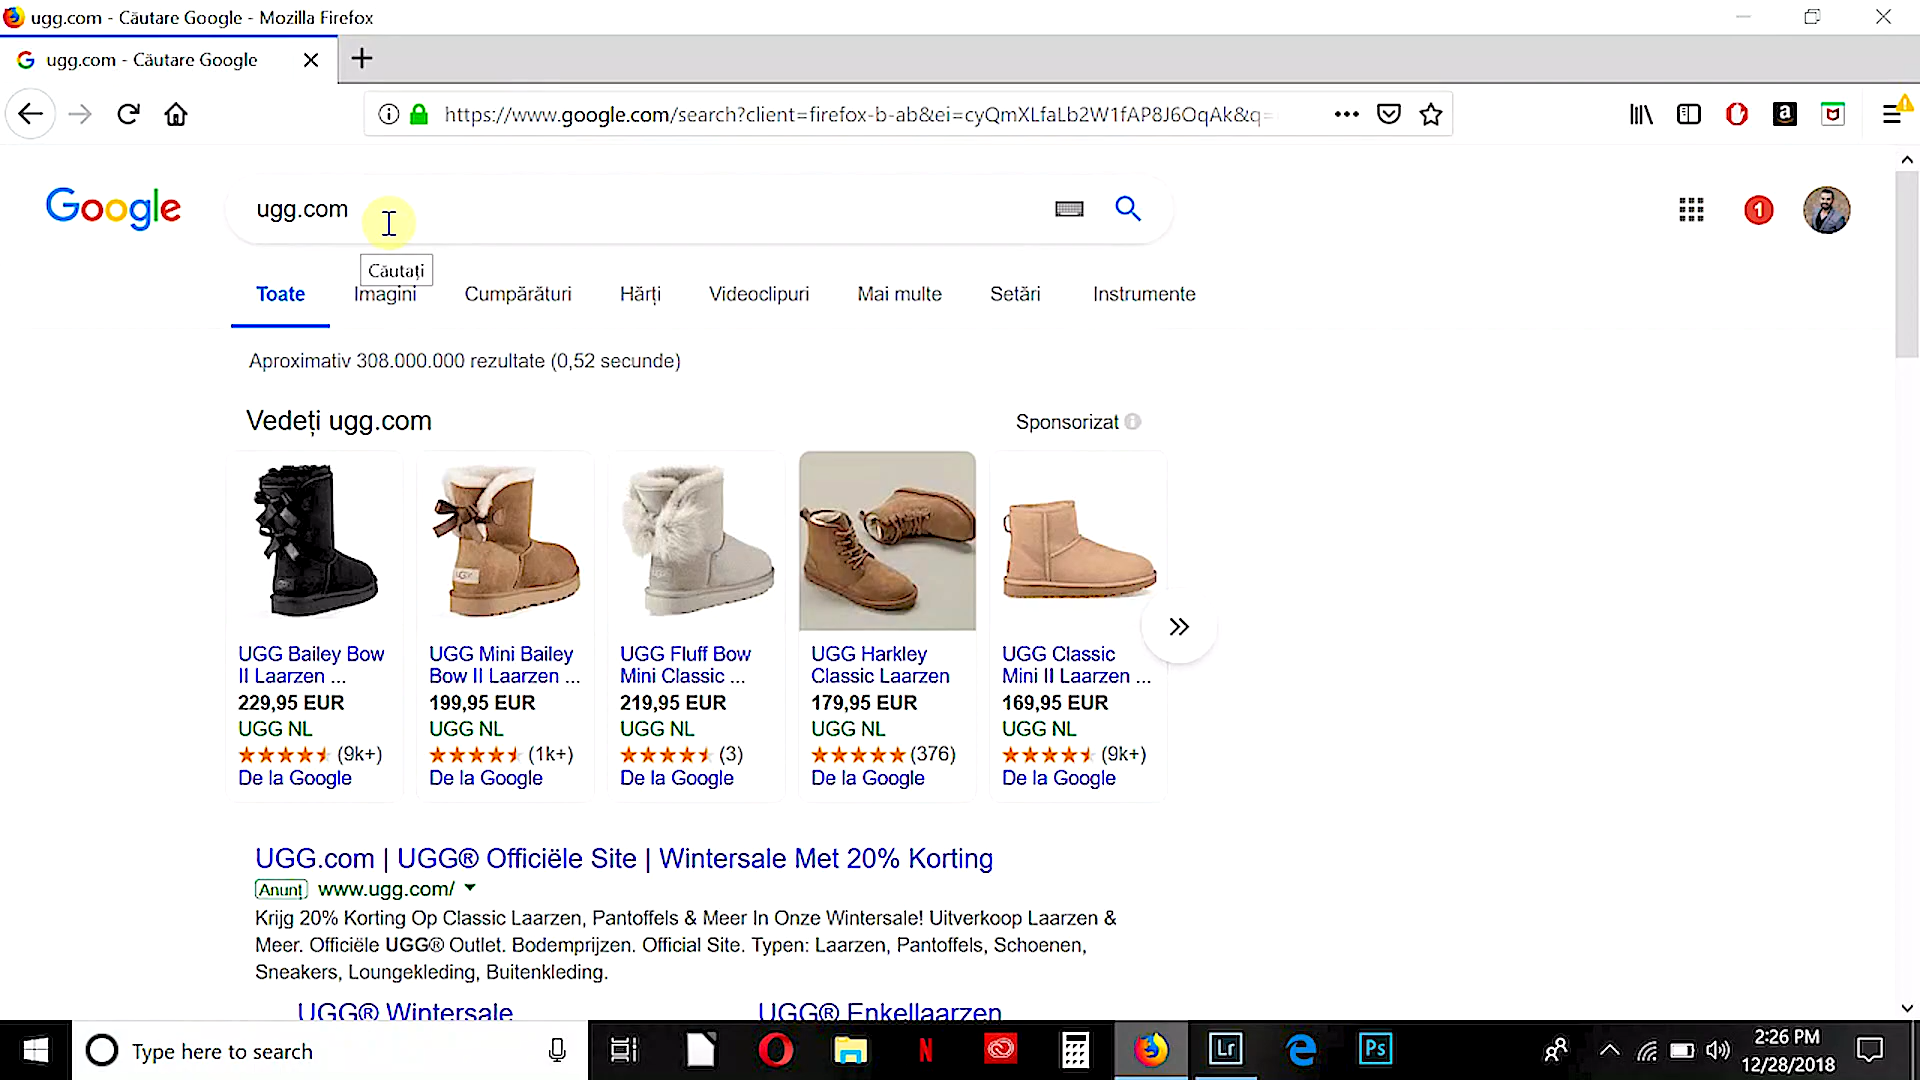 ugg.com - Căutare Google - Mozilla Firefox
ugg.com - Căutare Google
https://www.google.com/search?client=firefox-b-ab&ei=cyQmXLfaLb2W1fAP8J6OqAk&q=
Google
ugg.com
1
Căutați
Toate
Imagini
Cumpărături
Hărți
Videoclipuri
Mai multe
Setări
Instrumente
Aproximativ 308.000.000 rezultate (0,52 secunde)
Vedeți ugg.com
Sponsorizat
UGG Bailey Bow
II Laarzen ...
229,95 EUR
UGG NL
(9k+)
De la Google
UGG Mini Bailey
Bow II Laarzen ...
199,95 EUR
UGG NL
(1k+)
De la Google
UGG Fluff Bow
Mini Classic ...
219,95 EUR
UGG NL
(3)
De la Google
UGG Harkley
Classic Laarzen
179,95 EUR
UGG NL
(376)
De la Google
UGG Classic
Mini II Laarzen ...
169,95 EUR
UGG NL
(9k+)
De la Google
UGG.com | UGG® Officiële Site | Wintersale Met 20% Korting
Anunț www.ugg.com/
Krijg 20% Korting Op Classic Laarzen, Pantoffels & Meer In Onze Wintersale! Uitverkoop Laarzen &
Meer. Officiële UGG® Outlet. Bodemprijzen. Official Site. Typen: Laarzen, Pantoffels, Schoenen,
Sneakers, Loungekleding, Buitenkleding.
UGG® Wintersale
UGG® Enkellaarzen
Type here to search
N
Lr
Ps
2:26 PM
12/28/2018